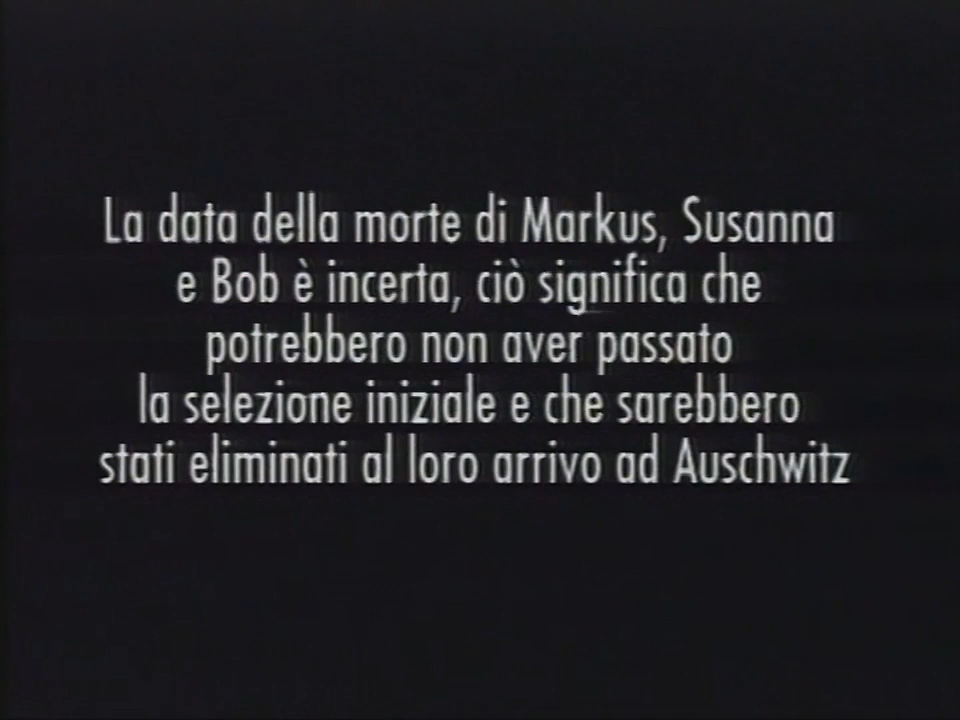 La data della morte di Markus, Susanna
e Bob è incerta, ciò significa che
potrebbero non aver passato
la selezione iniziale e che sarebbero
stati eliminati al loro arrivo ad Auschwitz